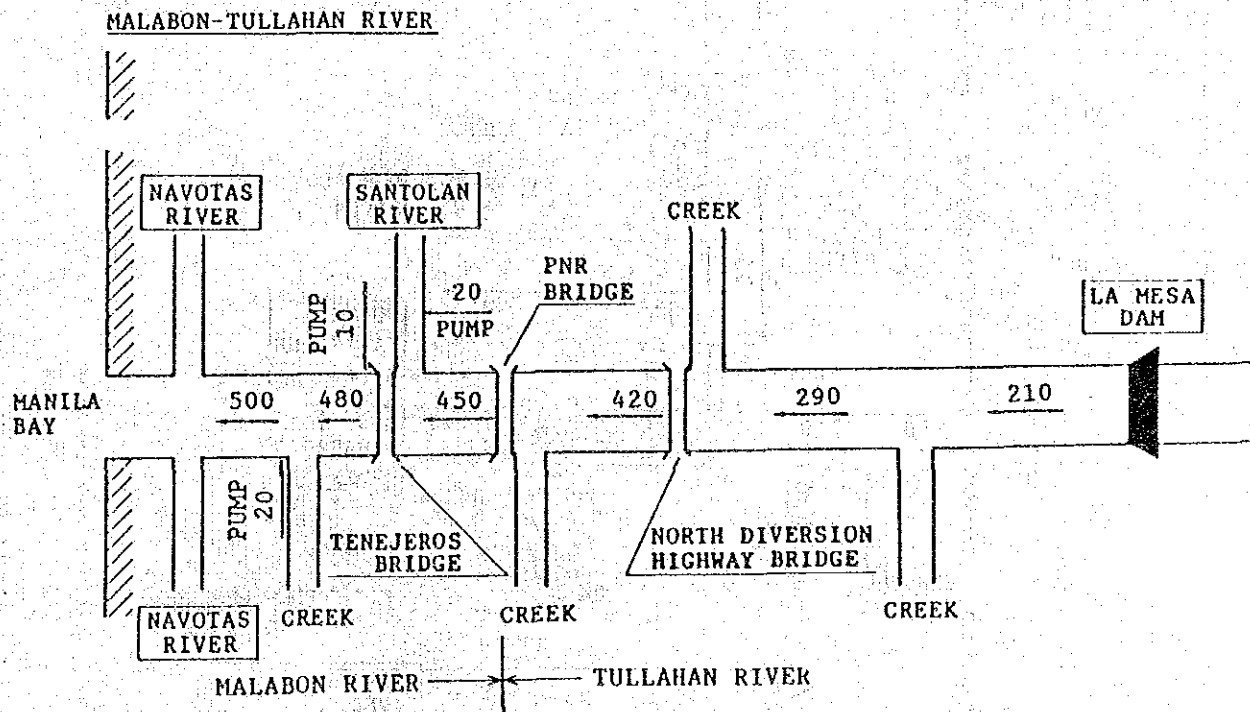 MALABON-TULLAHAN RIVER
NAVOTAS
RIVER
SANTOLAN
RIVER
CREEK
PNR
BRIDGE
LA MESA
DAM
PUMP
10
20
PUMP
MANILA
BAY
500
480
450
420
290
210
PUMP
20
TENEJEROS
BRIDGE
NORTH DIVERSION
HIGHWAY BRIDGE
NAVOTAS
RIVER
CREEK
CREEK
CREEK
MALABON RIVER
TULLAHAN RIVER